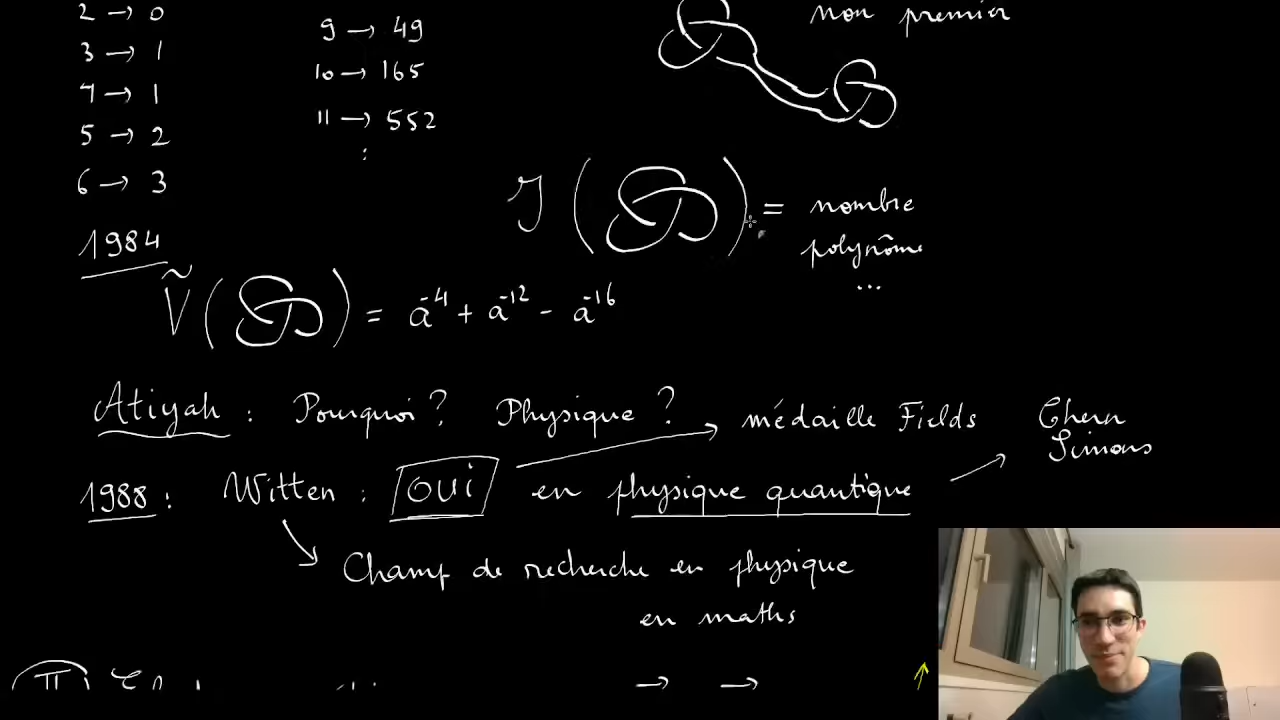 2 → 0
3 → 1
4 → 1
5 → 2
6 → 3
9 → 49
10 → 165
11 → 552
:
non premier
J ( ) = nombre
polynôme
...
1984
Ṽ ( ) = a⁻⁴ + a⁻¹² - a⁻¹⁶
Atiyah : Pourquoi ? Physique ? → médaille Fields
Chern
Simons
1988 : Witten : OUI en physique quantique
Champ de recherche en physique
en maths
II